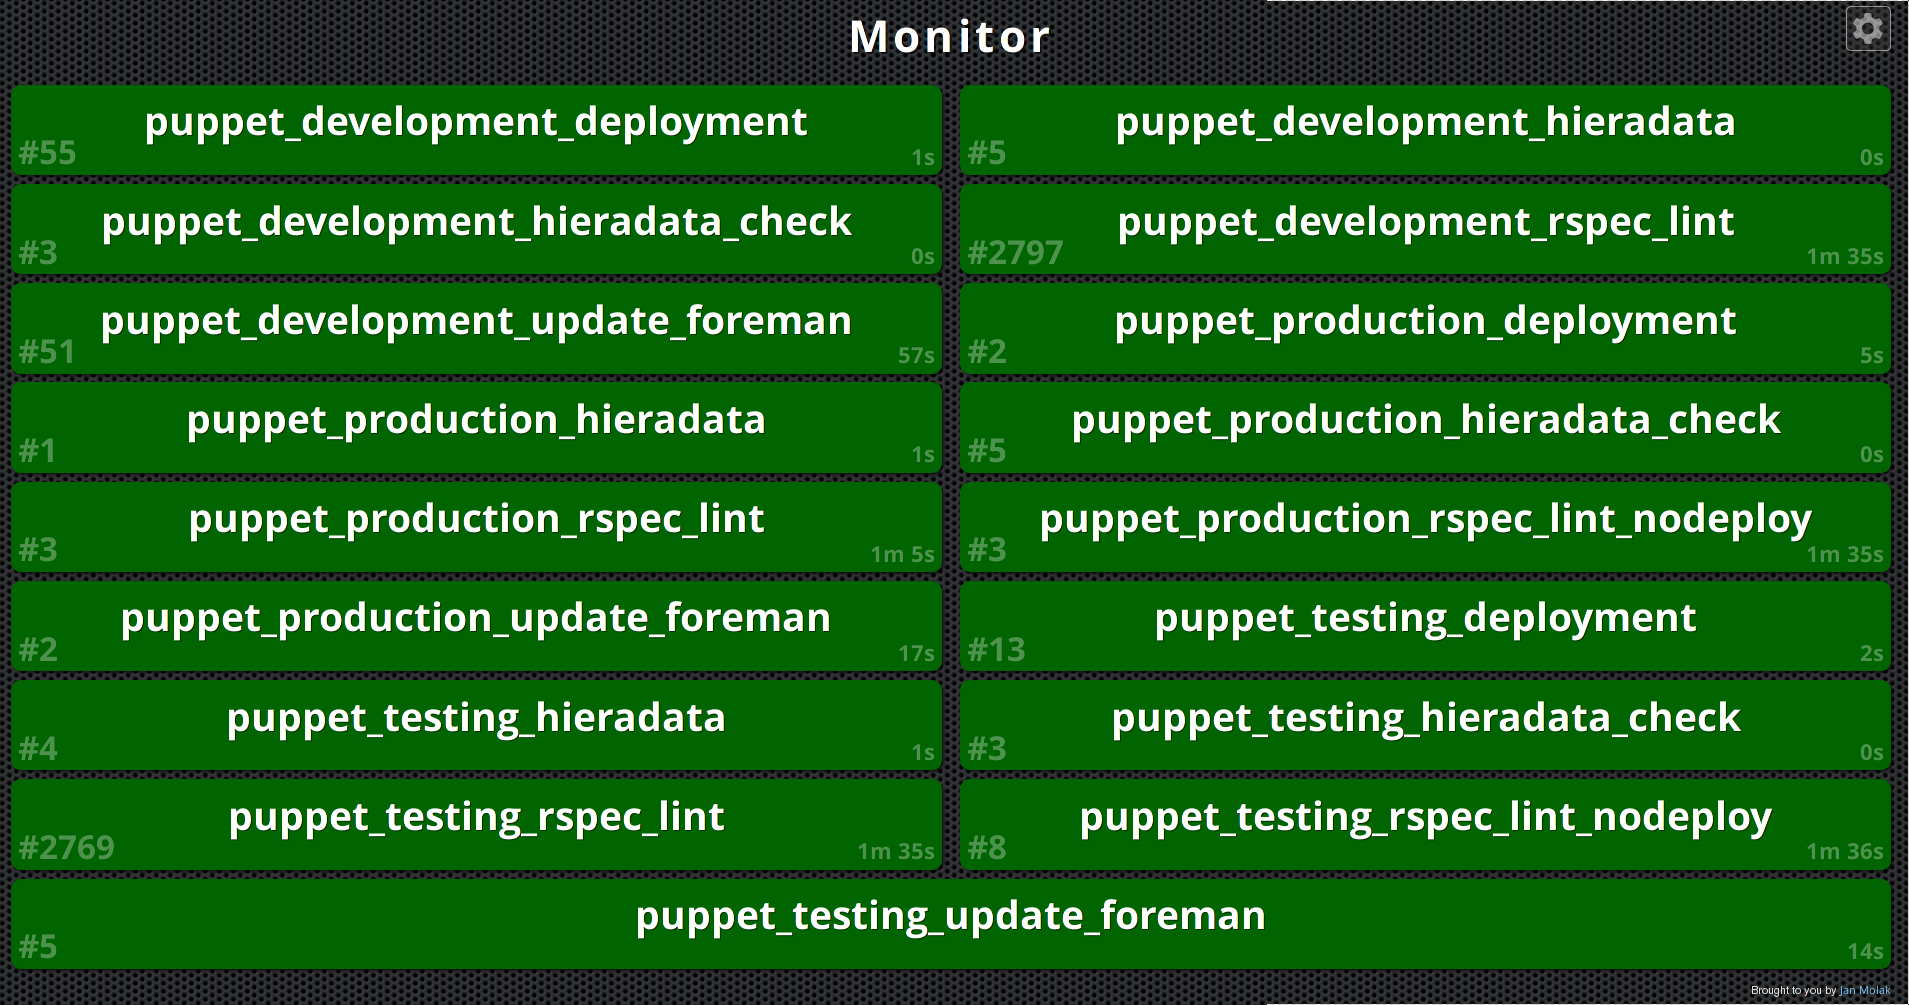 Monitor
puppet_development_deployment
#55
1s
puppet_development_hieradata
#5
0s
puppet_development_hieradata_check
#3
0s
puppet_development_rspec_lint
#2797
1m 35s
puppet_development_update_foreman
#51
57s
puppet_production_deployment
#2
5s
puppet_production_hieradata
#1
1s
puppet_production_hieradata_check
#5
0s
puppet_production_rspec_lint
#3
1m 5s
puppet_production_rspec_lint_nodeploy
#3
1m 35s
puppet_production_update_foreman
#2
17s
puppet_testing_deployment
#13
2s
puppet_testing_hieradata
#4
1s
puppet_testing_hieradata_check
#3
0s
puppet_testing_rspec_lint
#2769
1m 35s
puppet_testing_rspec_lint_nodeploy
#8
1m 36s
puppet_testing_update_foreman
#5
14s
Brought to you by Jan Molak